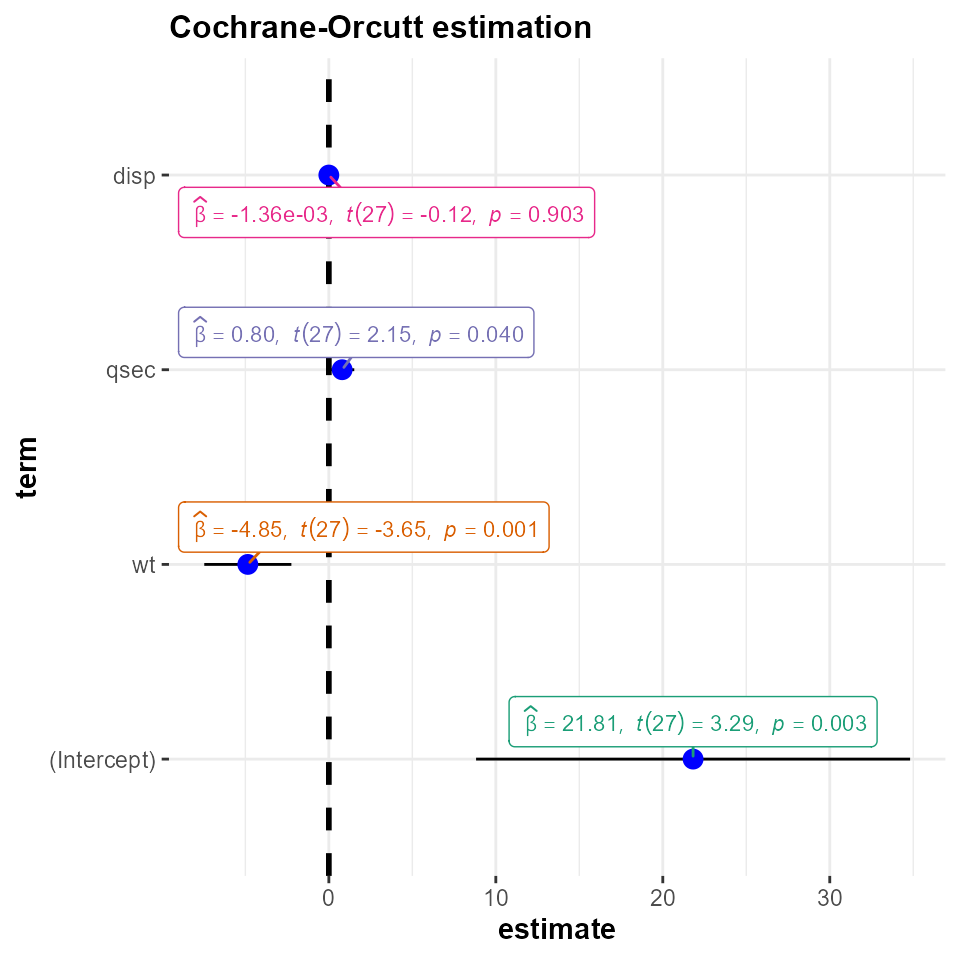 Cochrane-Orcutt estimation
disp
β̂ = -1.36e-03, t(27) = -0.12, p = 0.903
β̂ = 0.80, t(27) = 2.15, p = 0.040
qsec
term
β̂ = -4.85, t(27) = -3.65, p = 0.001
wt
β̂ = 21.81, t(27) = 3.29, p = 0.003
(Intercept)
0 10 20 30
estimate